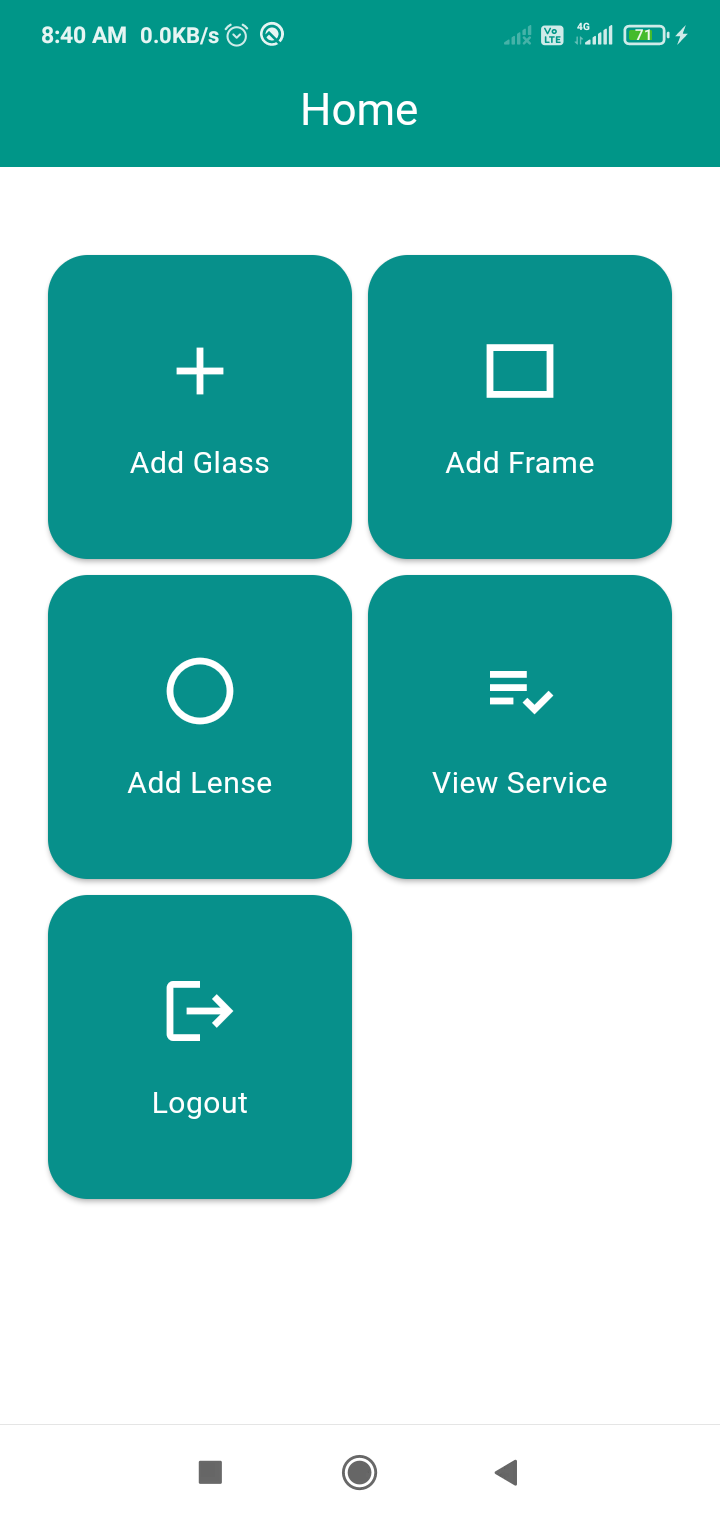 8:40 AM 0.0KB/s Vo LTE 4G 71
Home
Add Glass
Add Frame
Add Lense
View Service
Logout